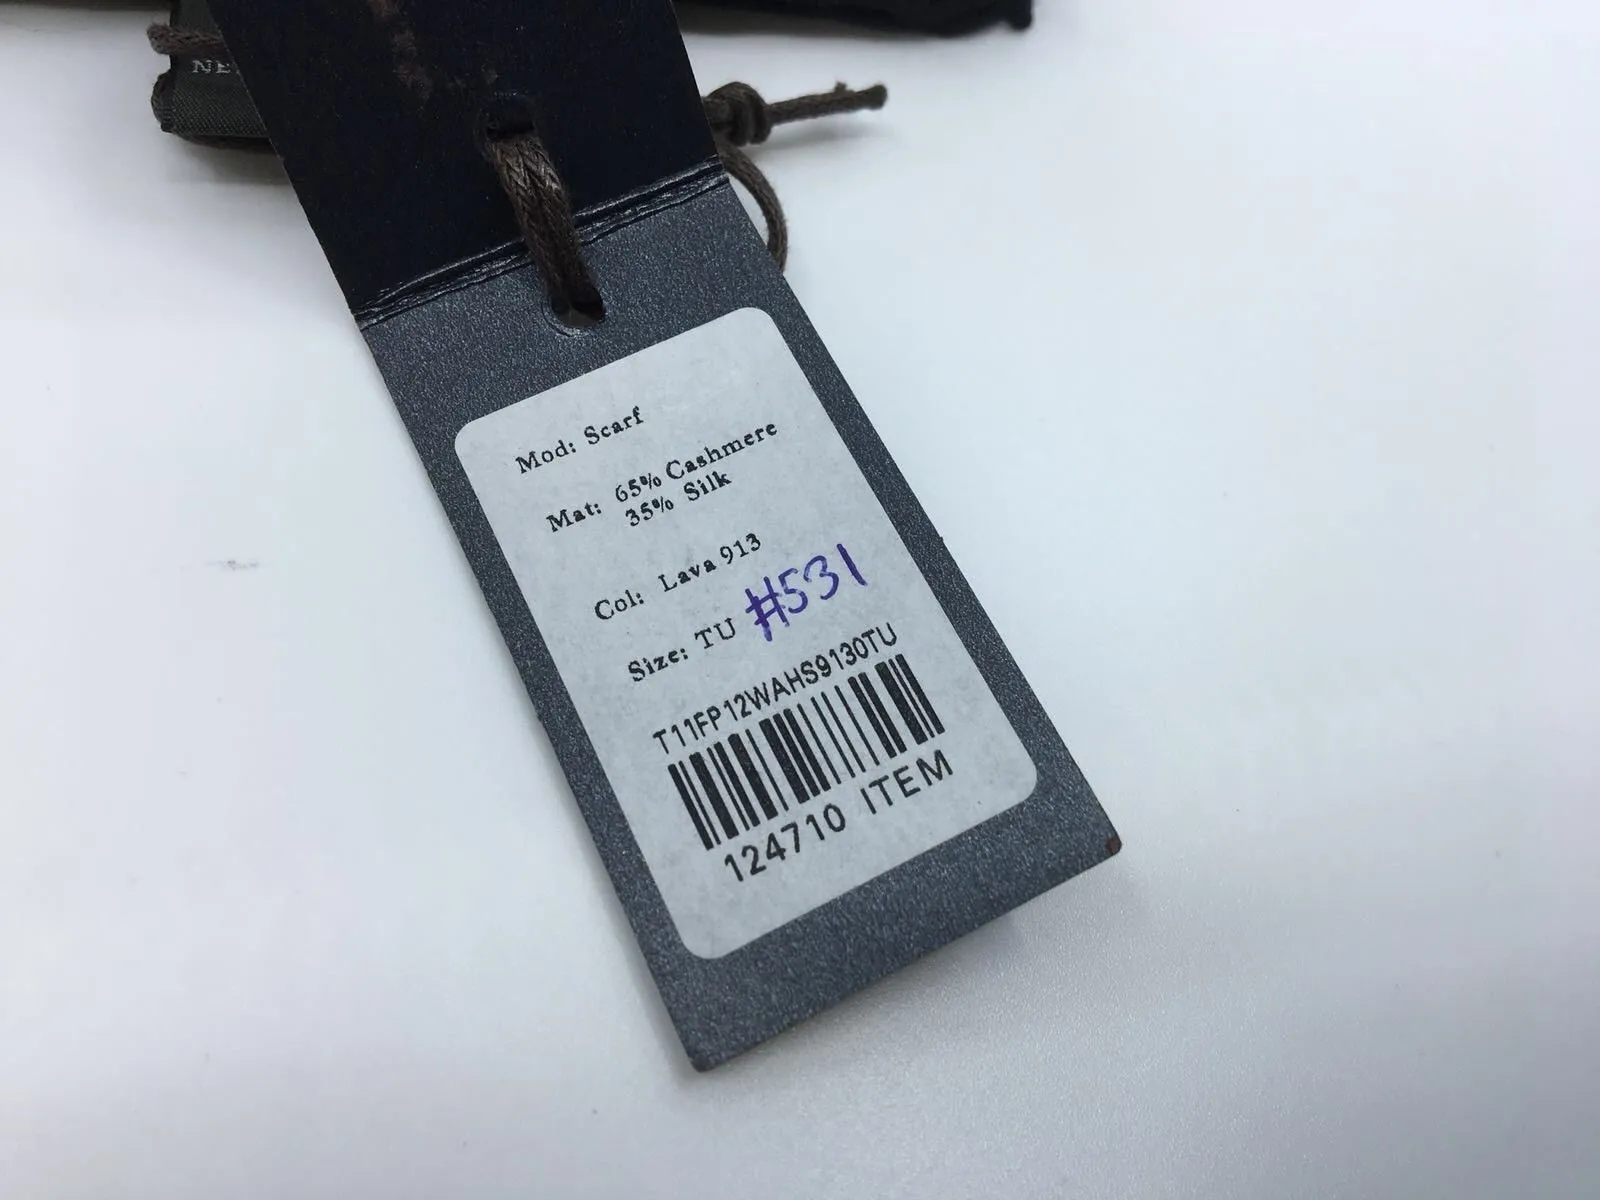 Mod: Scarf
Mat: 65% Cashmere
35% Silk
Col: Lava 913
Size: TU #531
T11FP12WAHS9130TU
124710 ITEM